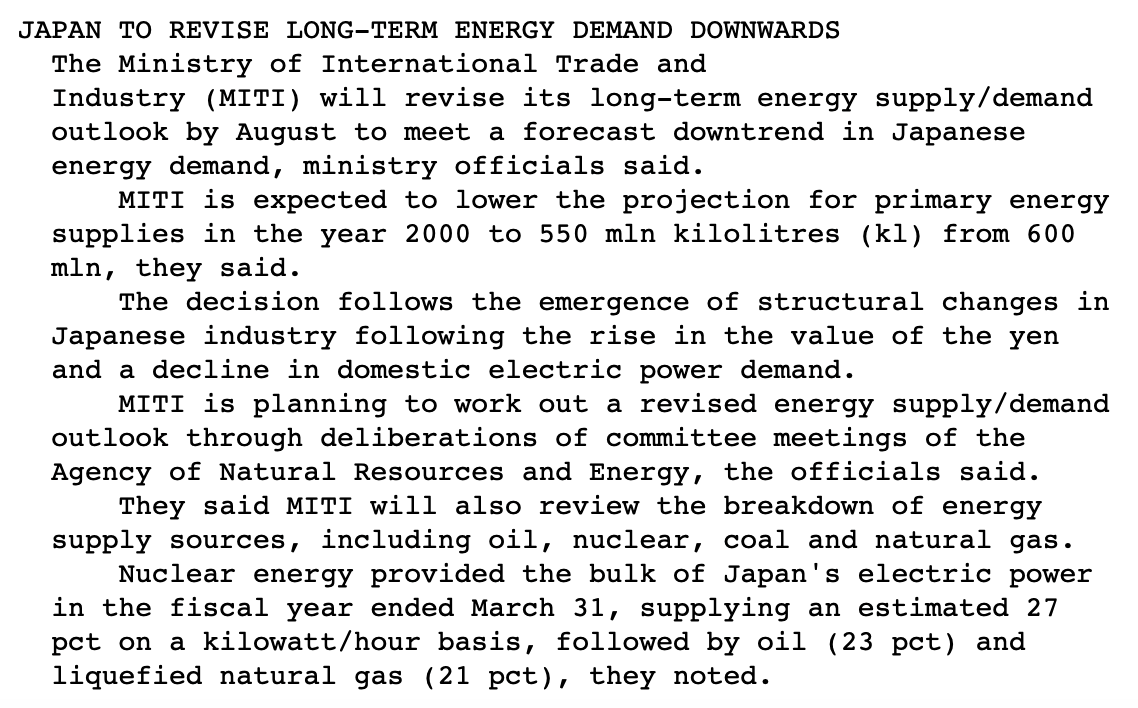 JAPAN TO REVISE LONG-TERM ENERGY DEMAND DOWNWARDS
The Ministry of International Trade and
Industry (MITI) will revise its long-term energy supply/demand
outlook by August to meet a forecast downtrend in Japanese
energy demand, ministry officials said.
MITI is expected to lower the projection for primary energy
supplies in the year 2000 to 550 mln kilolitres (kl) from 600
mln, they said.
The decision follows the emergence of structural changes in
Japanese industry following the rise in the value of the yen
and a decline in domestic electric power demand.
MITI is planning to work out a revised energy supply/demand
outlook through deliberations of committee meetings of the
Agency of Natural Resources and Energy, the officials said.
They said MITI will also review the breakdown of energy
supply sources, including oil, nuclear, coal and natural gas.
Nuclear energy provided the bulk of Japan's electric power
in the fiscal year ended March 31, supplying an estimated 27
pct on a kilowatt/hour basis, followed by oil (23 pct) and
liquefied natural gas (21 pct), they noted.